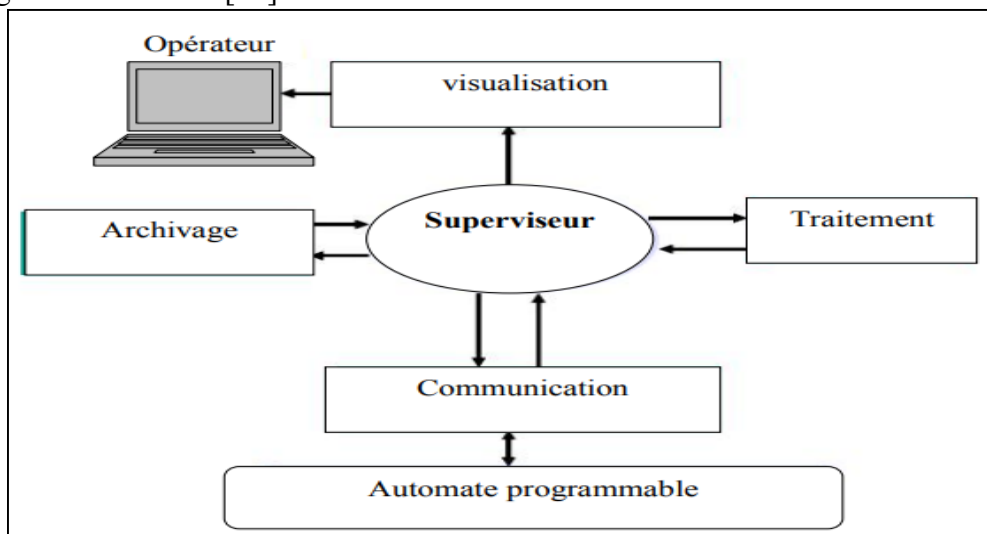 Opérateur
visualisation
Archivage
Superviseur
Traitement
Communication
Automate programmable